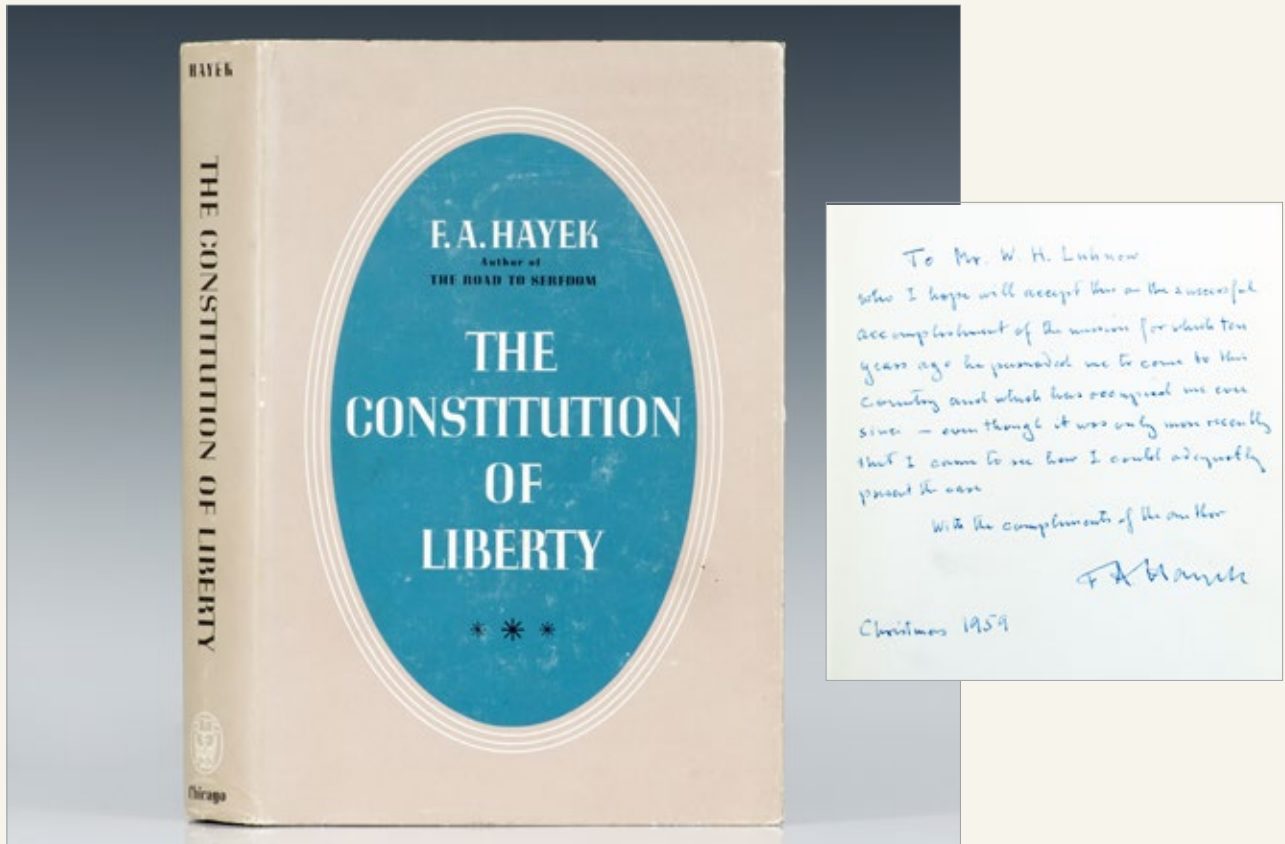 HAYEK
THE CONSTITUTION OF LIBERTY
Chicago
F. A. HAYEK
Author of
THE ROAD TO SERFDOM
THE
CONSTITUTION
OF
LIBERTY
To Mr. W. H. Luhnow
who I hope will accept this as the successful
accomplishment of the mission for which ten
years ago he persuaded me to come to this
country and which has occupied me ever
since — even though it was only more recently
that I came to see how I could adequately
present the case
With the compliments of the author
F A Hayek
Christmas 1959